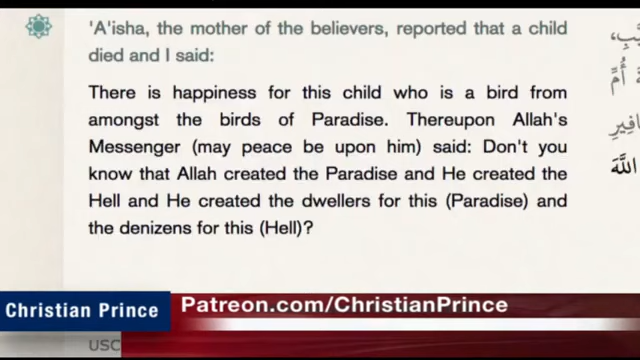 'A'isha, the mother of the believers, reported that a child
died and I said:
There is happiness for this child who is a bird from
amongst the birds of Paradise. Thereupon Allah's
Messenger (may peace be upon him) said: Don't you
know that Allah created the Paradise and He created the
Hell and He created the dwellers for this (Paradise) and
the denizens for this (Hell)?
أُمِّ
اللَّهَ
Christian Prince
Patreon.com/ChristianPrince
USC